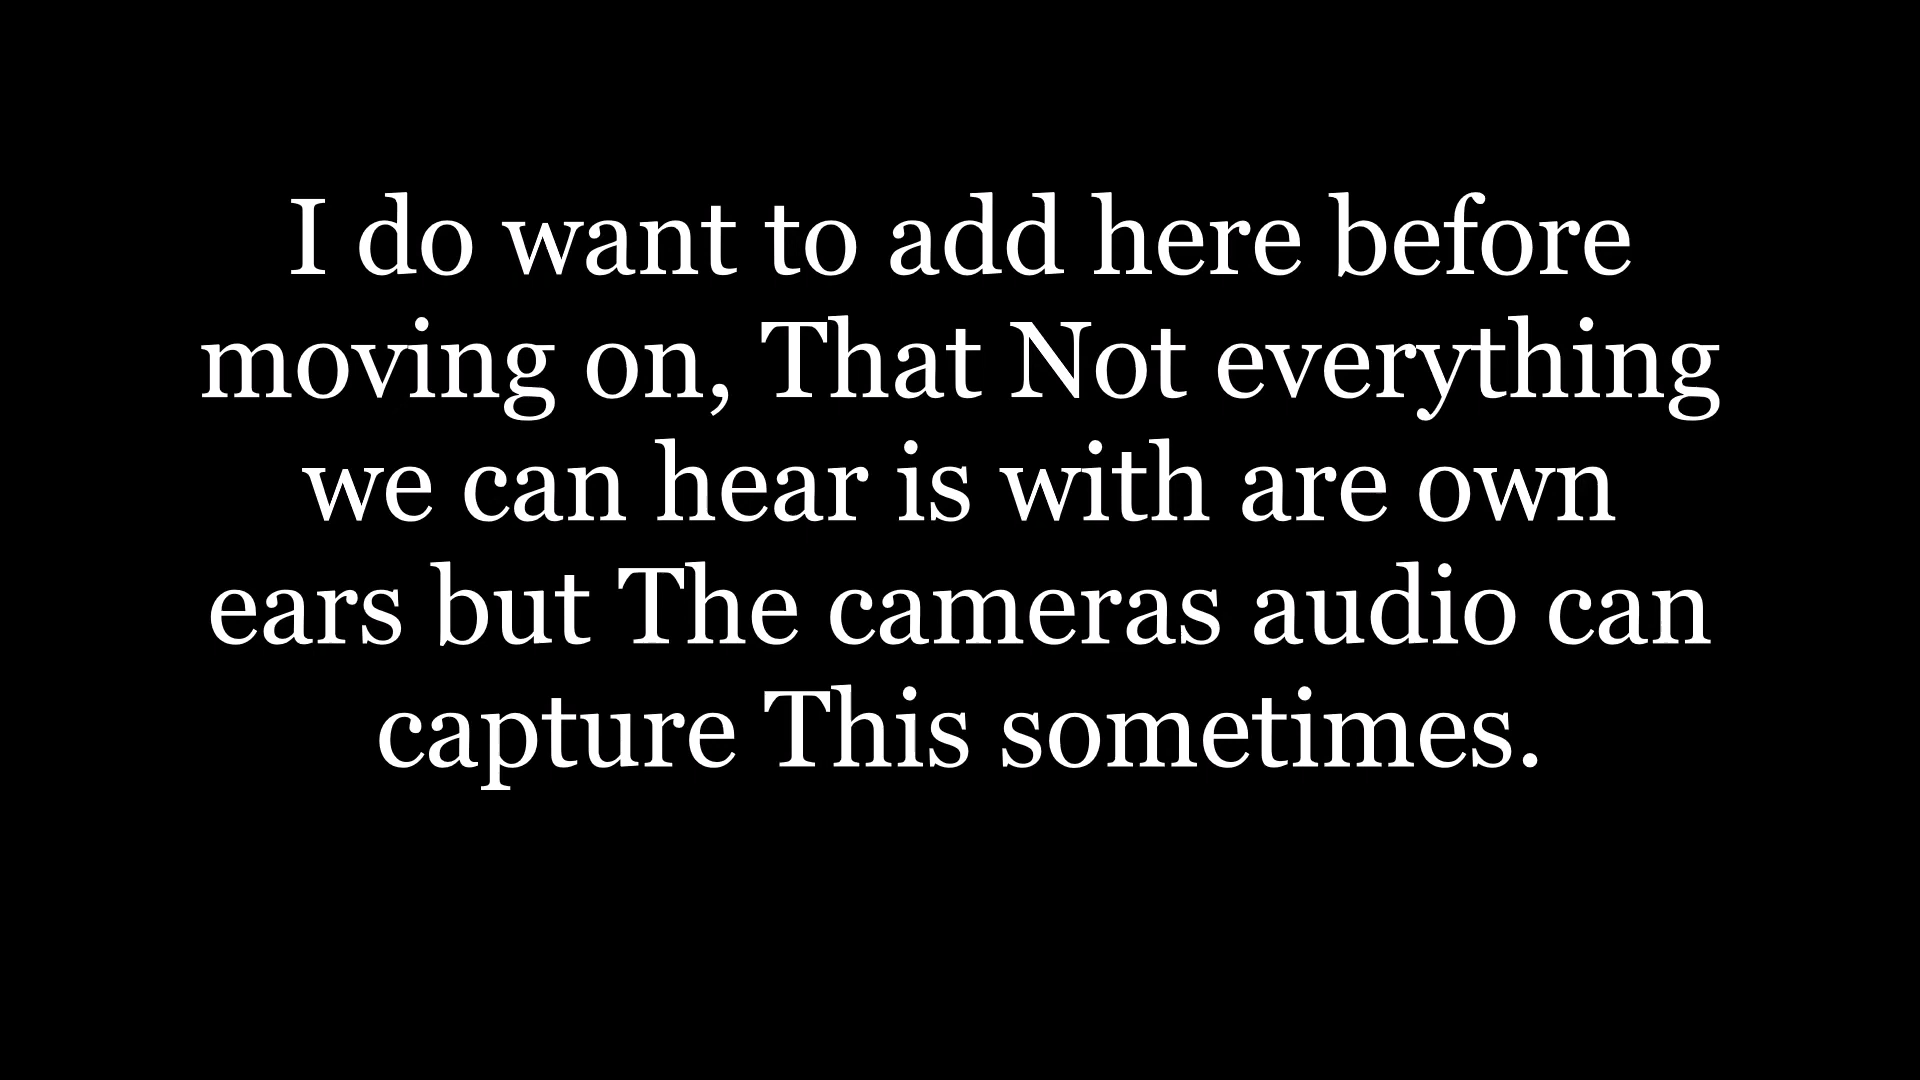 I do want to add here before
moving on, That Not everything
we can hear is with are own
ears but The cameras audio can
capture This sometimes.